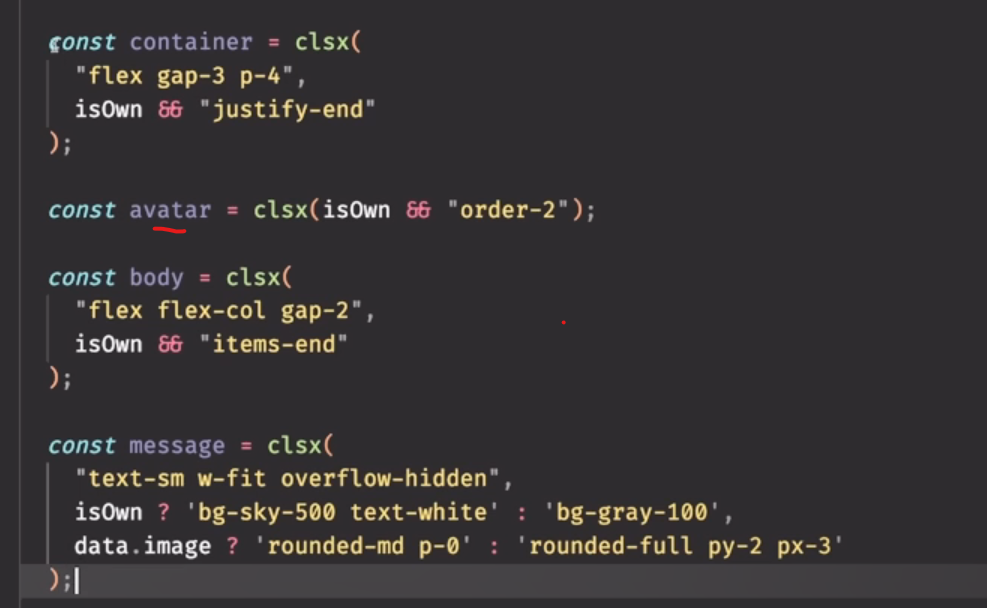 const container = clsx(
"flex gap-3 p-4",
isOwn && "justify-end"
);
const avatar = clsx(isOwn && "order-2");
const body = clsx(
"flex flex-col gap-2",
isOwn && "items-end"
);
const message = clsx(
"text-sm w-fit overflow-hidden",
isOwn ? 'bg-sky-500 text-white' : 'bg-gray-100',
data.image ? 'rounded-md p-0' : 'rounded-full py-2 px-3'
);